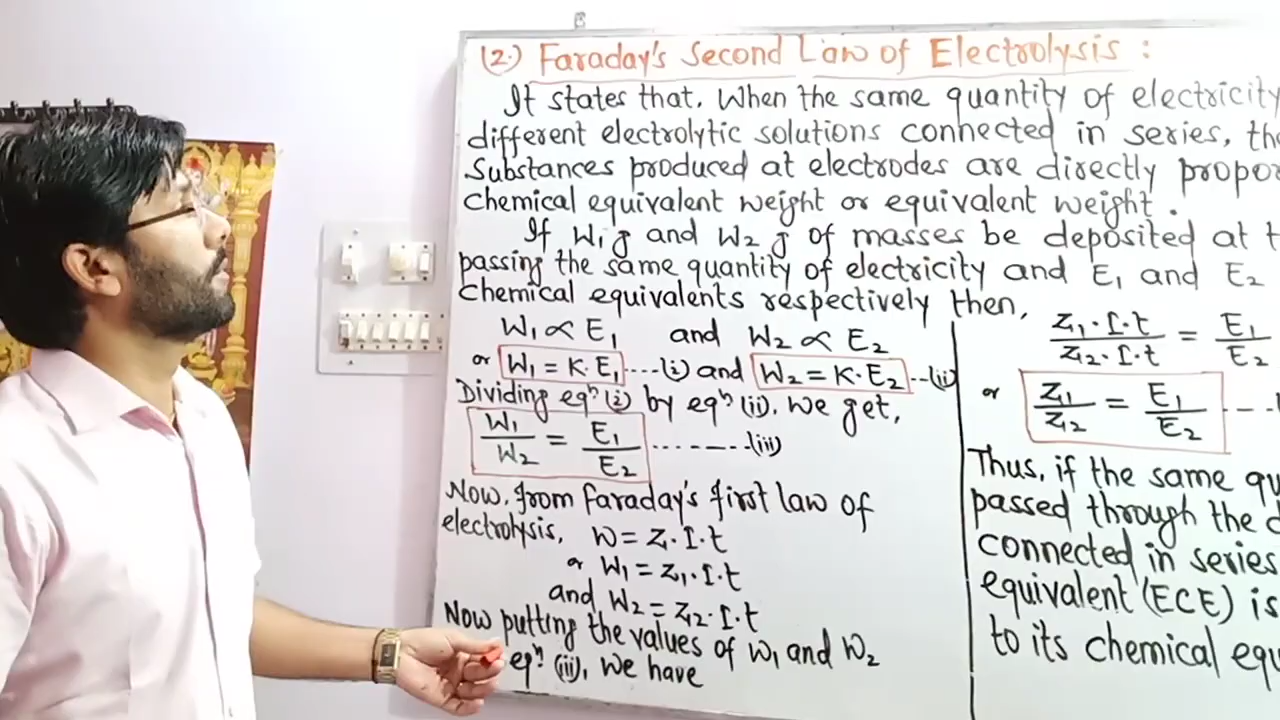 (2.) Faraday's Second Law of Electrolysis :
It states that, When the same quantity of electricity
different electrolytic solutions connected in series, the
Substances produced at electrodes are directly propor
chemical equivalent weight or equivalent weight.
If W₁ g and W₂ g of masses be deposited at t
passing the same quantity of electricity and E₁ and E₂
chemical equivalents respectively then,
W₁ ∝ E₁ and W₂ ∝ E₂
or W₁ = K·E₁ ----(i) and W₂ = K·E₂ --(ii)
Dividing eqⁿ (i) by eqⁿ (ii). We get,
W₁/W₂ = E₁/E₂ --------(iii)
Now, from faraday's first law of
electrolysis, W = Z·I·t
or W₁ = Z₁·I·t
and W₂ = Z₂·I·t
Now putting the values of W₁ and W₂
eqⁿ (iii), We have
Z₁·I·t/Z₂·I·t = E₁/E₂
or Z₁/Z₂ = E₁/E₂ ----
Thus, if the same qu
passed through the d
connected in series
equivalent (ECE) is
to its chemical equ